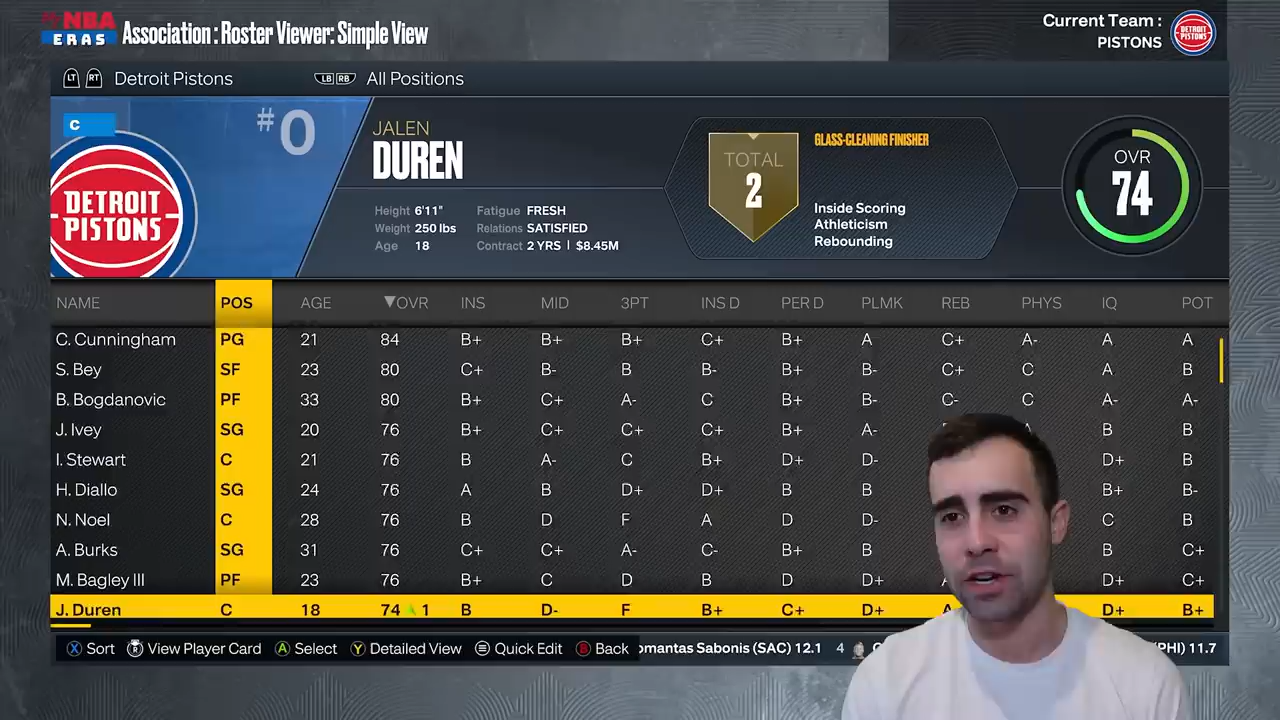 NBA
ERAS
Association : Roster Viewer: Simple View
Current Team :
PISTONS
DETROIT
PISTONS
LT RT Detroit Pistons
LB RB All Positions
C
#0
DETROIT
PISTONS
JALEN
DUREN
Height 6'11"
Weight 250 lbs
Age 18
Fatigue FRESH
Relations SATISFIED
Contract 2 YRS | $8.45M
TOTAL
2
GLASS-CLEANING FINISHER
Inside Scoring
Athleticism
Rebounding
OVR
74
NAME POS AGE ▼OVR INS MID 3PT INS D PER D PLMK REB PHYS IQ POT
C. Cunningham PG 21 84 B+ B+ B+ C+ B+ A C+ A- A A
S. Bey SF 23 80 C+ B- B B- B+ B- C+ C A B
B. Bogdanovic PF 33 80 B+ C+ A- C B+ B- C- C A- A-
J. Ivey SG 20 76 B+ C+ C+ C+ B+ A- B B
I. Stewart C 21 76 B A- C B+ D+ D- D+ B
H. Diallo SG 24 76 A B D+ D+ B B B+ B-
N. Noel C 28 76 B D F A D D- C B
A. Burks SG 31 76 C+ C+ A- C- B+ B B C+
M. Bagley III PF 23 76 B+ C D B D D+ D+ C+
J. Duren C 18 74 ▲ 1 B D- F B+ C+ D+ D+ B+
X Sort R View Player Card A Select Y Detailed View Quick Edit B Back
omantas Sabonis (SAC) 12.1 4 (PHI) 11.7